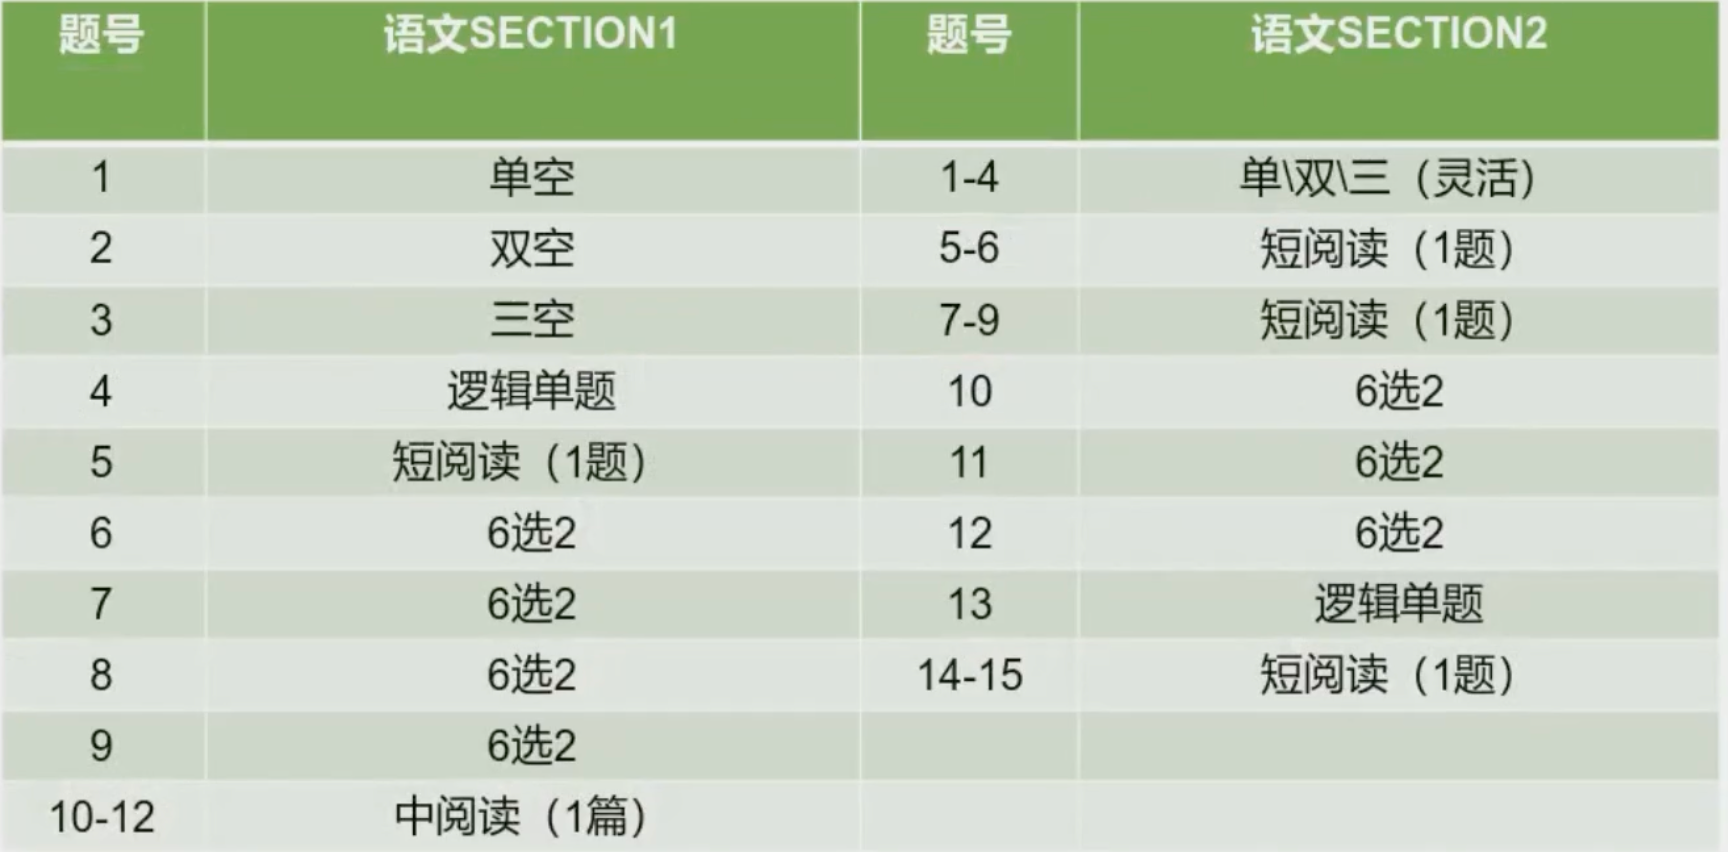 题号 语文SECTION1 题号 语文SECTION2
1 单空 1-4 单\双\三（灵活）
2 双空 5-6 短阅读（1题）
3 三空 7-9 短阅读（1题）
4 逻辑单题 10 6选2
5 短阅读（1题） 11 6选2
6 6选2 12 6选2
7 6选2 13 逻辑单题
8 6选2 14-15 短阅读（1题）
9 6选2
10-12 中阅读（1篇）